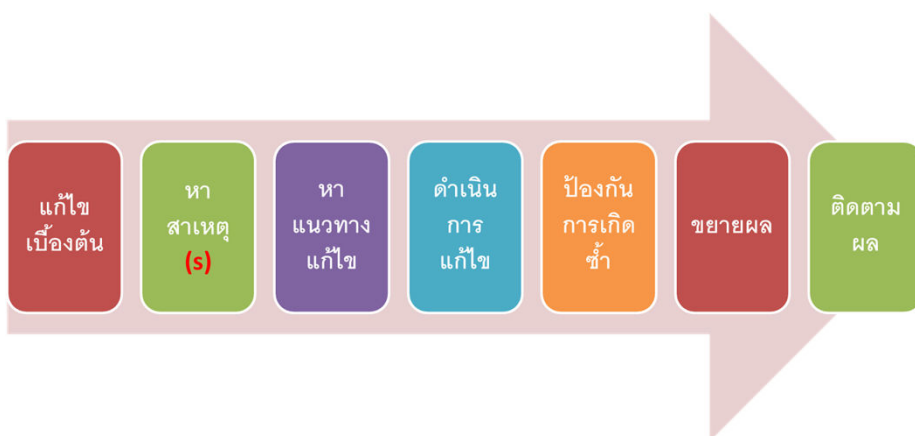 แก้ไข
เบื้องต้น
หา
สาเหตุ
(s)
หา
แนวทาง
แก้ไข
ดำเนิน
การ
แก้ไข
ป้องกัน
การเกิด
ซ้ำ
ขยายผล
ติดตาม
ผล